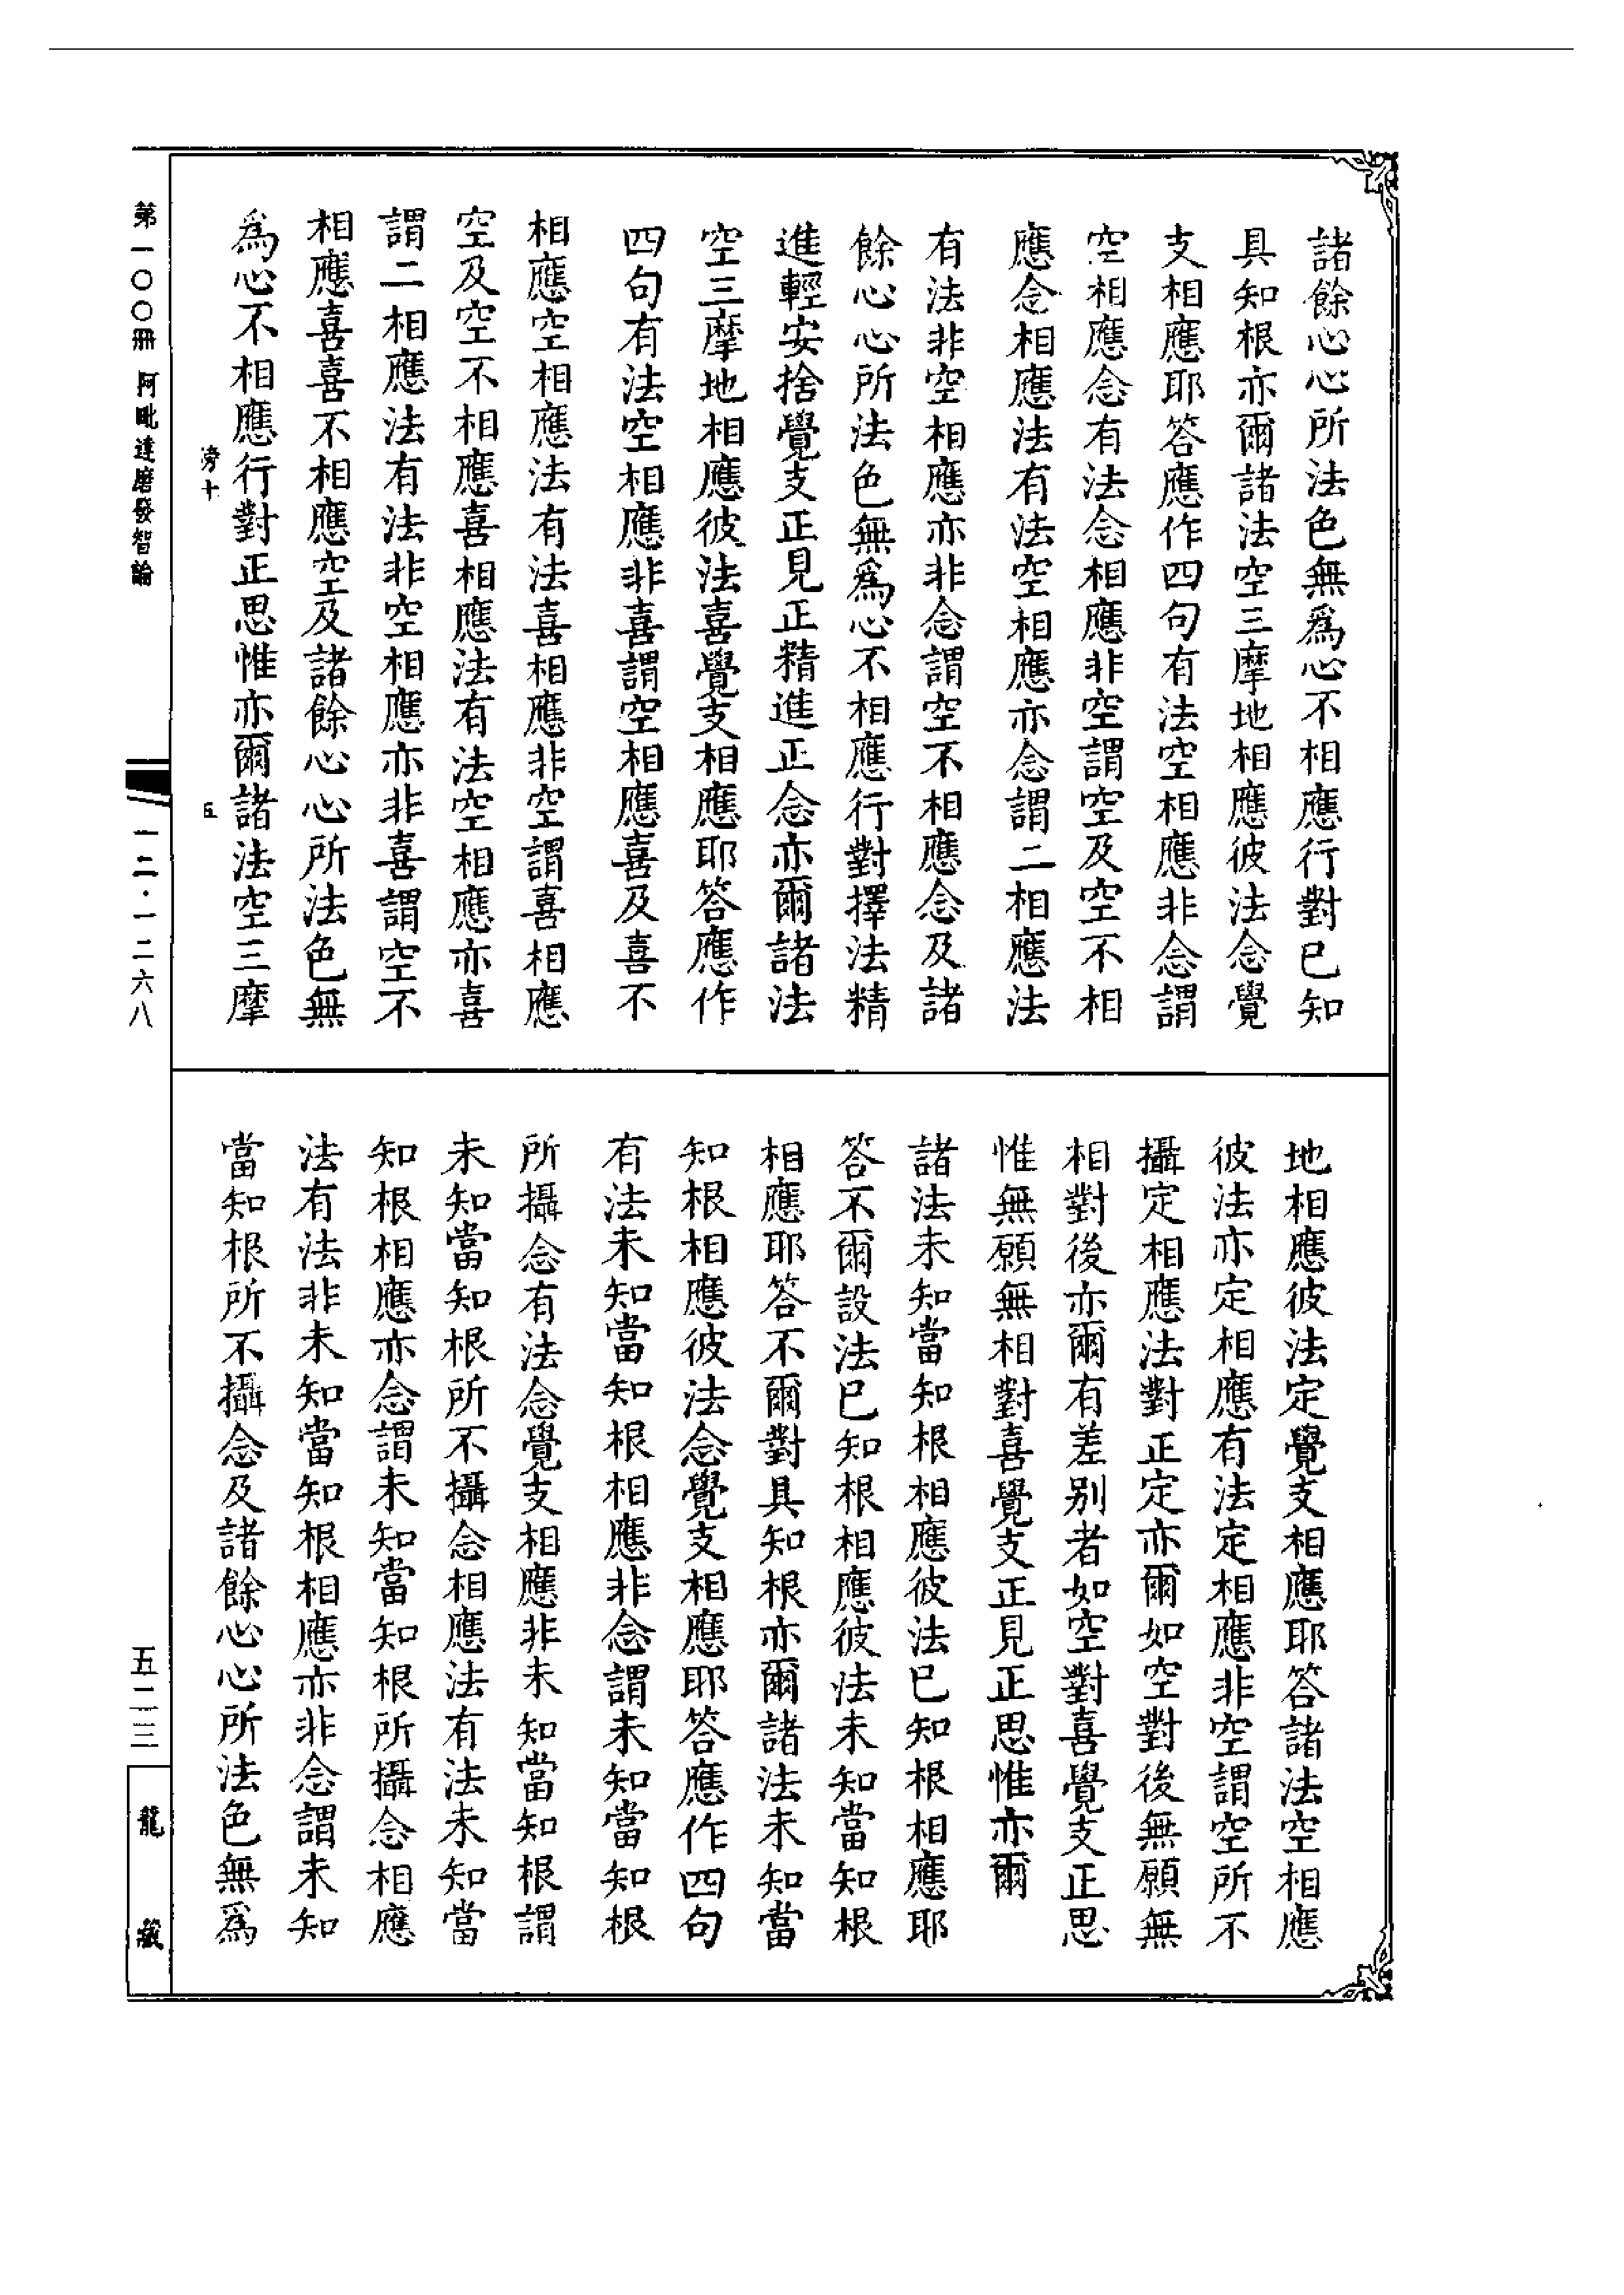 諸餘心心所法色無爲心不相應行對已知
具知根亦爾諸法空三摩地相應彼法念覺
支相應耶答應作四句有法空相應非念謂
空相應念有法念相應非空謂空及空不相
應念相應法有法空相應亦念謂二相應法
有法非空相應亦非念謂空不相應念及諸
餘心心所法色無爲心不相應行對擇法精
進輕安捨覺支正見正精進正念亦爾諸法
空三摩地相應彼法喜覺支相應耶答應作
四句有法空相應非喜謂空相應喜及喜不
相應空相應法有法喜相應非空謂喜相應
空及空不相應喜相應法有法空相應亦喜
謂二相應法有法非空相應亦非喜謂空不
相應喜喜不相應空及諸餘心心所法色無
爲心不相應行對正思惟亦爾諸法空三摩
地相應彼法定覺支相應耶答諸法空相應
彼法亦定相應有法定相應非空謂空所不
攝定相應法對正定亦爾如空對後無願無
相對後亦爾有差別者如空對喜覺支正思
惟無願無相對喜覺支正見正思惟亦爾
諸法未知當知根相應彼法已知根相應耶
答不爾設法已知根相應彼法未知當知根
相應耶答不爾對具知根亦爾諸法未知當
知根相應彼法念覺支相應耶答應作四句
有法未知當知根相應非念謂未知當知根
所攝念有法念覺支相應非未知當知根謂
未知當知根所不攝念相應法有法未知當
知根相應亦念謂未知當知根所攝念相應
法有法非未知當知根相應亦非念謂未知
當知根所不攝念及諸餘心心所法色無爲
傍十
五
第一〇〇冊 阿毗達磨發智論
一二·一二六八
五二三
龍藏